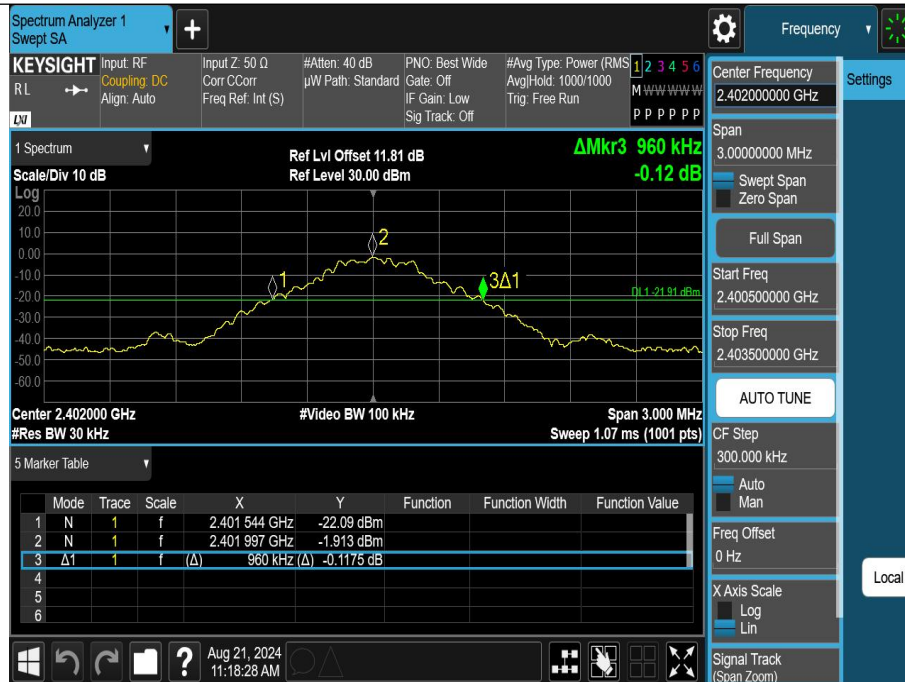 Spectrum Analyzer 1
Swept SA
Frequency
KEYSIGHT
RL
LXI
Input: RF
Coupling: DC
Align: Auto
Input Z: 50 Ω
Corr CCorr
Freq Ref: Int (S)
#Atten: 40 dB
µW Path: Standard
PNO: Best Wide
Gate: Off
IF Gain: Low
Sig Track: Off
#Avg Type: Power (RMS
Avg|Hold: 1000/1000
Trig: Free Run
1 2 3 4 5 6
M W W W W W
P P P P P P
1 Spectrum
Scale/Div 10 dB
Ref Lvl Offset 11.81 dB
Ref Level 30.00 dBm
ΔMkr3 960 kHz
-0.12 dB
Log
20.0
10.0
0.00
-10.0
-20.0
-30.0
-40.0
-50.0
-60.0
1
2
3Δ1
DL1 -21.91 dBm
Center 2.402000 GHz
#Video BW 100 kHz
Span 3.000 MHz
#Res BW 30 kHz
Sweep 1.07 ms (1001 pts)
5 Marker Table
Mode Trace Scale X Y Function Function Width Function Value
1 N 1 f 2.401 544 GHz -22.09 dBm
2 N 1 f 2.401 997 GHz -1.913 dBm
3 Δ1 1 f (Δ) 960 kHz (Δ) -0.1175 dB
4
5
6
?
Aug 21, 2024
11:18:28 AM
Center Frequency
2.402000000 GHz
Span
3.00000000 MHz
Swept Span
Zero Span
Full Span
Start Freq
2.400500000 GHz
Stop Freq
2.403500000 GHz
AUTO TUNE
CF Step
300.000 kHz
Auto
Man
Freq Offset
0 Hz
X Axis Scale
Log
Lin
Signal Track
(Span Zoom)
Settings
Local